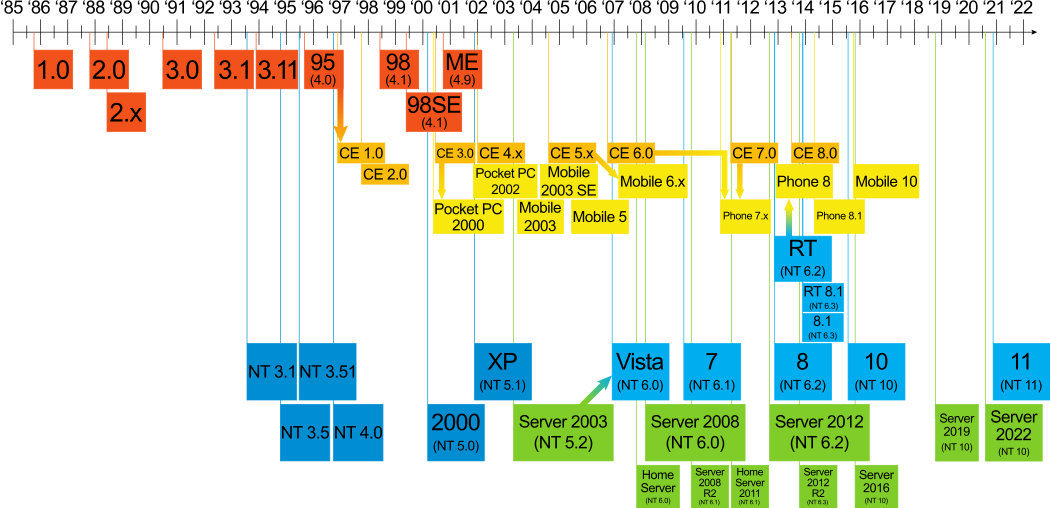 '85 '86 '87 '88 '89 '90 '91 '92 '93 '94 '95 '96 '97 '98 '99 '00 '01 '02 '03 '04 '05 '06 '07 '08 '09 '10 '11 '12 '13 '14 '15 '16 '17 '18 '19 '20 '21 '22
1.0
2.0
3.0
3.1
3.11
95
(4.0)
98
(4.1)
ME
(4.9)
2.x
98SE
(4.1)
CE 1.0
CE 3.0
CE 4.x
CE 5.x
CE 6.0
CE 7.0
CE 8.0
CE 2.0
Pocket PC
2002
Mobile
2003 SE
Mobile 6.x
Phone 8
Mobile 10
Pocket PC
2000
Mobile
2003
Mobile 5
Phone 7.x
Phone 8.1
RT
(NT 6.2)
RT 8.1
(NT 6.3)
8.1
(NT 6.3)
NT 3.1
NT 3.51
XP
(NT 5.1)
Vista
(NT 6.0)
7
(NT 6.1)
8
(NT 6.2)
10
(NT 10)
11
(NT 11)
NT 3.5
NT 4.0
2000
(NT 5.0)
Server 2003
(NT 5.2)
Server 2008
(NT 6.0)
Server 2012
(NT 6.2)
Server
2019
(NT 10)
Server
2022
(NT 10)
Home
Server
(NT 6.0)
Server
2008
R2
(NT 6.1)
Home
Server
2011
(NT 6.1)
Server
2012
R2
(NT 6.3)
Server
2016
(NT 10)